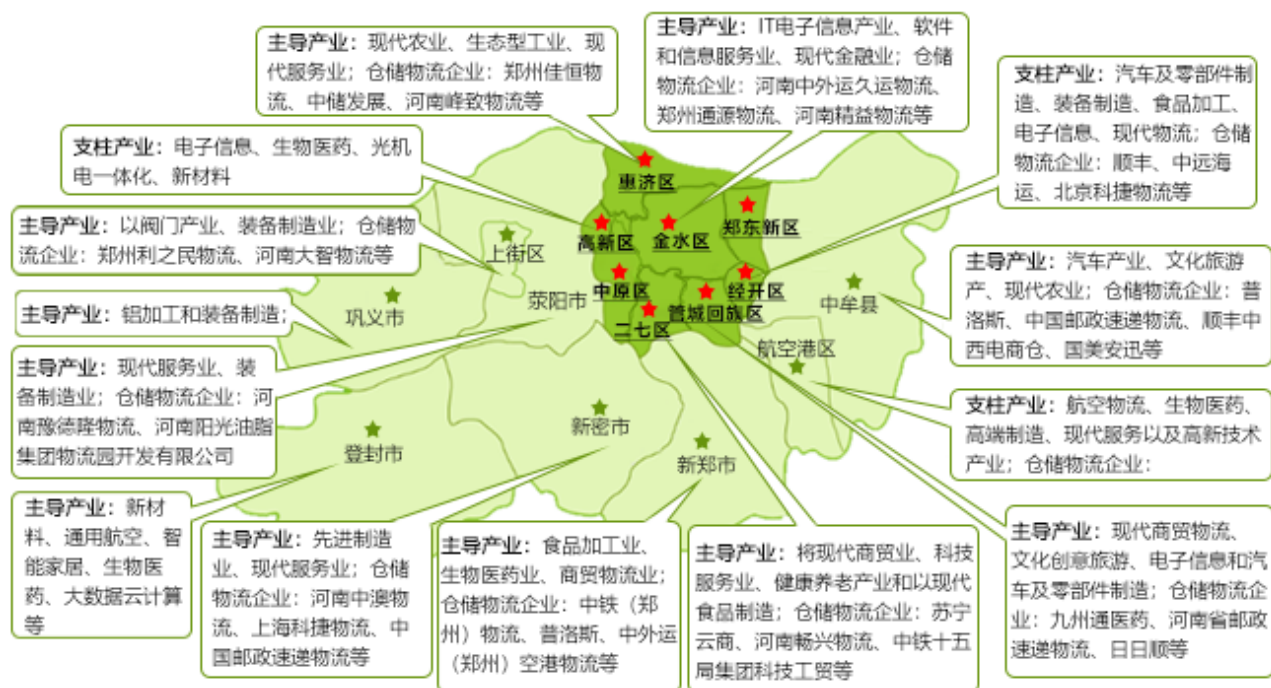 主导产业：现代农业、生态型工业、现
代服务业；仓储物流企业：郑州佳恒物
流、中储发展、河南峰致物流等
主导产业：IT电子信息产业、软件
和信息服务业、现代金融业；仓储
物流企业：河南中外运久运物流、
郑州通源物流、河南精益物流等
支柱产业：汽车及零部件制
造、装备制造、食品加工、
电子信息、现代物流；仓储
物流企业：顺丰、中远海
运、北京科捷物流等
支柱产业：电子信息、生物医药、光机
电一体化、新材料
主导产业：以阀门产业、装备制造业；仓储物
流企业：郑州利之民物流、河南大智物流等
主导产业：铝加工和装备制造；
主导产业：现代服务业、装
备制造业；仓储物流企业：河
南豫德隆物流、河南阳光油脂
集团物流园开发有限公司
惠济区
高新区
金水区
郑东新区
上街区
中原区
经开区
荥阳市
管城回族区
中牟县
巩义市
二七区
航空港区
新密市
登封市
新郑市
主导产业：汽车产业、文化旅游
产、现代农业；仓储物流企业：普
洛斯、中国邮政速递物流、顺丰中
西电商仓、国美安迅等
支柱产业：航空物流、生物医药、
高端制造、现代服务以及高新技术
产业；仓储物流企业：
主导产业：新材
料、通用航空、智
能家居、生物医
药、大数据云计算
等
主导产业：先进制造
业、现代服务业；仓储
物流企业：河南中澳物
流、上海科捷物流、中
国邮政速递物流等
主导产业：食品加工业、
生物医药业、商贸物流业；
仓储物流企业：中铁（郑
州）物流、普洛斯、中外运
（郑州）空港物流等
主导产业：将现代商贸业、科技
服务业、健康养老产业和以现代
食品制造；仓储物流企业：苏宁
云商、河南畅兴物流、中铁十五
局集团科技工贸等
主导产业：现代商贸物流、
文化创意旅游、电子信息和汽
车及零部件制造；仓储物流企
业：九州通医药、河南省邮政
速递物流、日日顺等